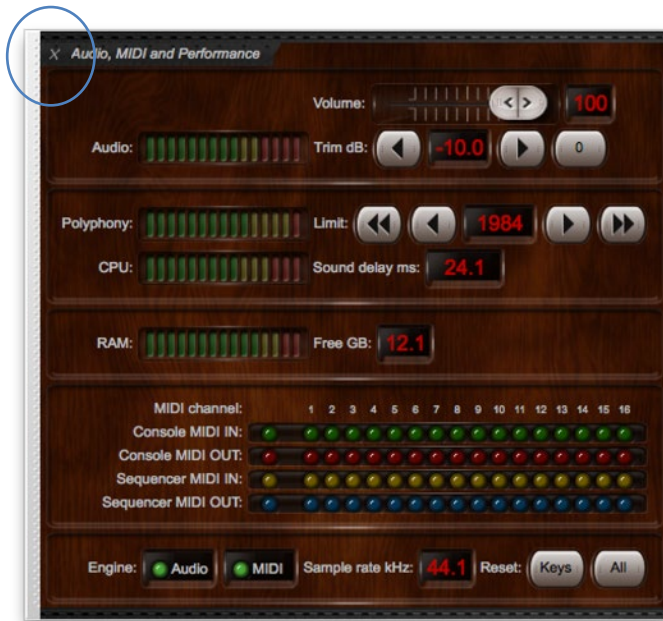 X Audio, MIDI and Performance
Volume: < > 100
Audio: Trim dB: -10.0 0
Polyphony: Limit: 1984
CPU: Sound delay ms: 24.1
RAM: Free GB: 12.1
MIDI channel: 1 2 3 4 5 6 7 8 9 10 11 12 13 14 15 16
Console MIDI IN:
Console MIDI OUT:
Sequencer MIDI IN:
Sequencer MIDI OUT:
Engine: Audio MIDI Sample rate kHz: 44.1 Reset: Keys All